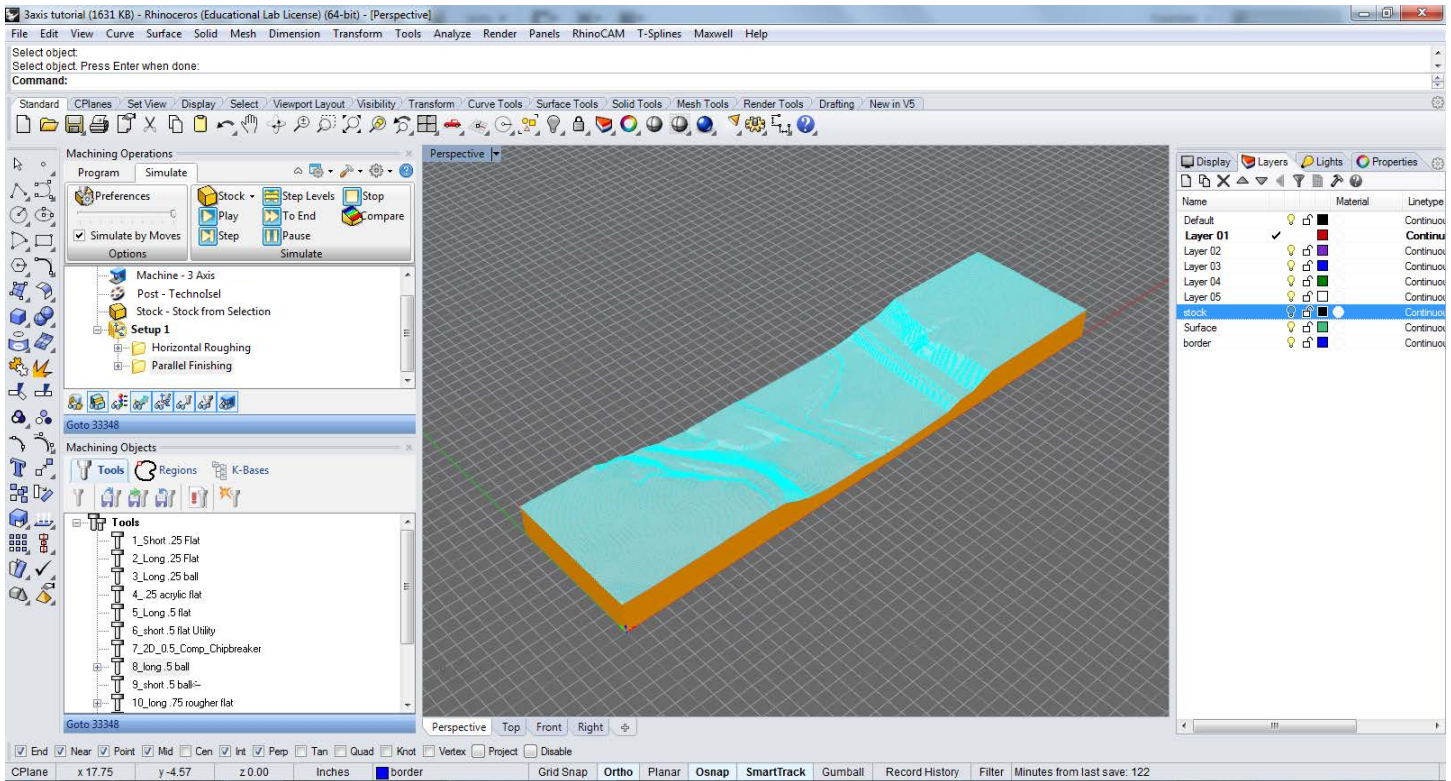 3axis tutorial (1631 KB) - Rhinoceros (Educational Lab License) (64-bit) - [Perspective]
File Edit View Curve Surface Solid Mesh Dimension Transform Tools Analyze Render Panels RhinoCAM T-Splines Maxwell Help
Select object:
Select object. Press Enter when done:
Command:
Standard CPlanes Set View Display Select Viewport Layout Visibility Transform Curve Tools Surface Tools Solid Tools Mesh Tools Render Tools Drafting New in V5
Machining Operations
Program Simulate
Preferences Stock Step Levels Stop
Play To End Compare
Simulate by Moves Step Pause
Options Simulate
Machine - 3 Axis
Post - TechnoIsel
Stock - Stock from Selection
Setup 1
Horizontal Roughing
Parallel Finishing
Goto 33348
Machining Objects
Tools Regions K-Bases
Tools
1_Short .25 Flat
2_Long .25 Flat
3_Long .25 ball
4_.25 acrylic flat
5_Long .5 flat
6_short .5 flat Utility
7_2D_0.5_Comp_Chipbreaker
8_long .5 ball
9_short .5 ball--
10_long .75 rougher flat
Goto 33348
Perspective
Perspective Top Front Right
Display Layers Lights Properties
Name Material Linetype
Default Continuou
Layer 01 Continu
Layer 02 Continuou
Layer 03 Continuou
Layer 04 Continuou
Layer 05 Continuou
stock Continuou
Surface Continuou
border Continuou
End Near Point Mid Cen Int Perp Tan Quad Knot Vertex Project Disable
CPlane x 17.75 y -4.57 z 0.00 Inches border Grid Snap Ortho Planar Osnap SmartTrack Gumball Record History Filter Minutes from last save: 122